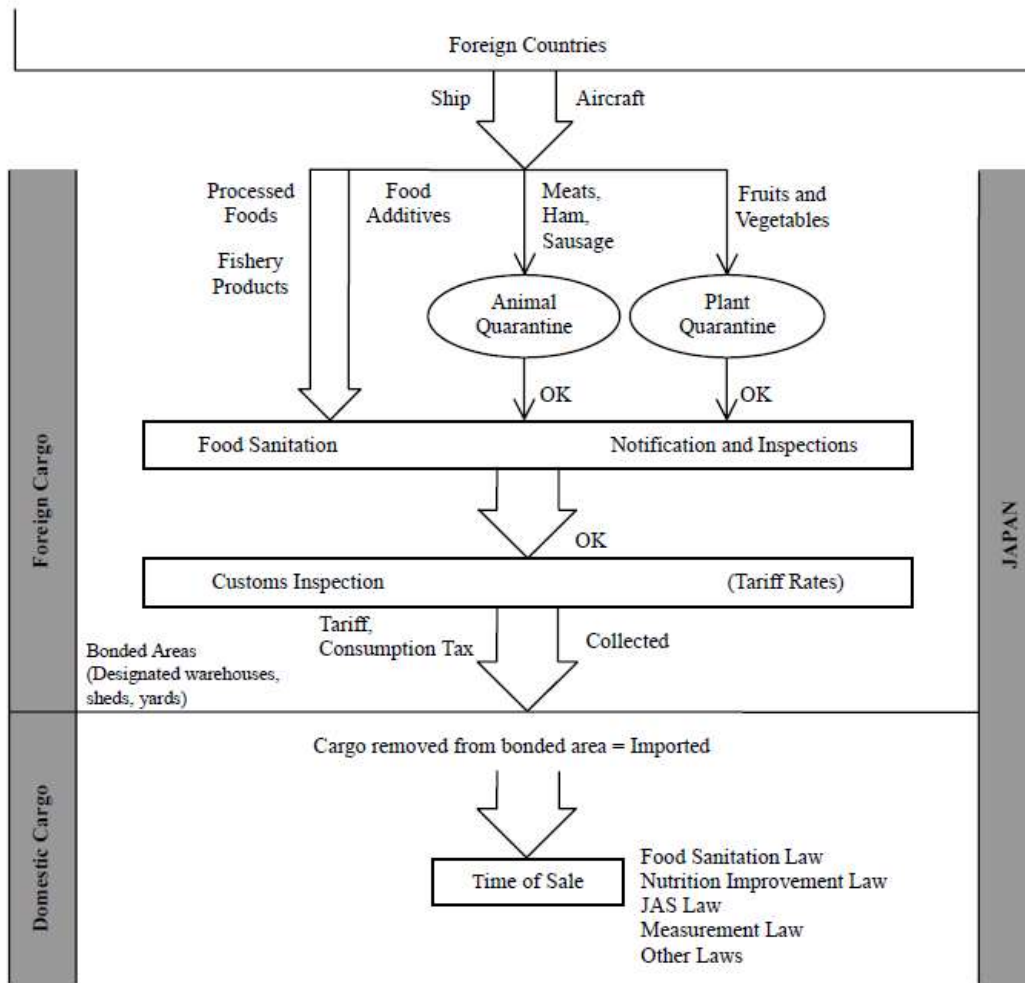 Foreign Countries
Ship
Aircraft
Processed
Foods
Food
Additives
Meats,
Ham,
Sausage
Fruits and
Vegetables
Fishery
Products
Animal
Quarantine
Plant
Quarantine
OK
OK
Food Sanitation
Notification and Inspections
OK
Customs Inspection
(Tariff Rates)
Tariff,
Consumption Tax
Collected
Bonded Areas
(Designated warehouses,
sheds, yards)
Foreign Cargo
JAPAN
Cargo removed from bonded area = Imported
Time of Sale
Food Sanitation Law
Nutrition Improvement Law
JAS Law
Measurement Law
Other Laws
Domestic Cargo